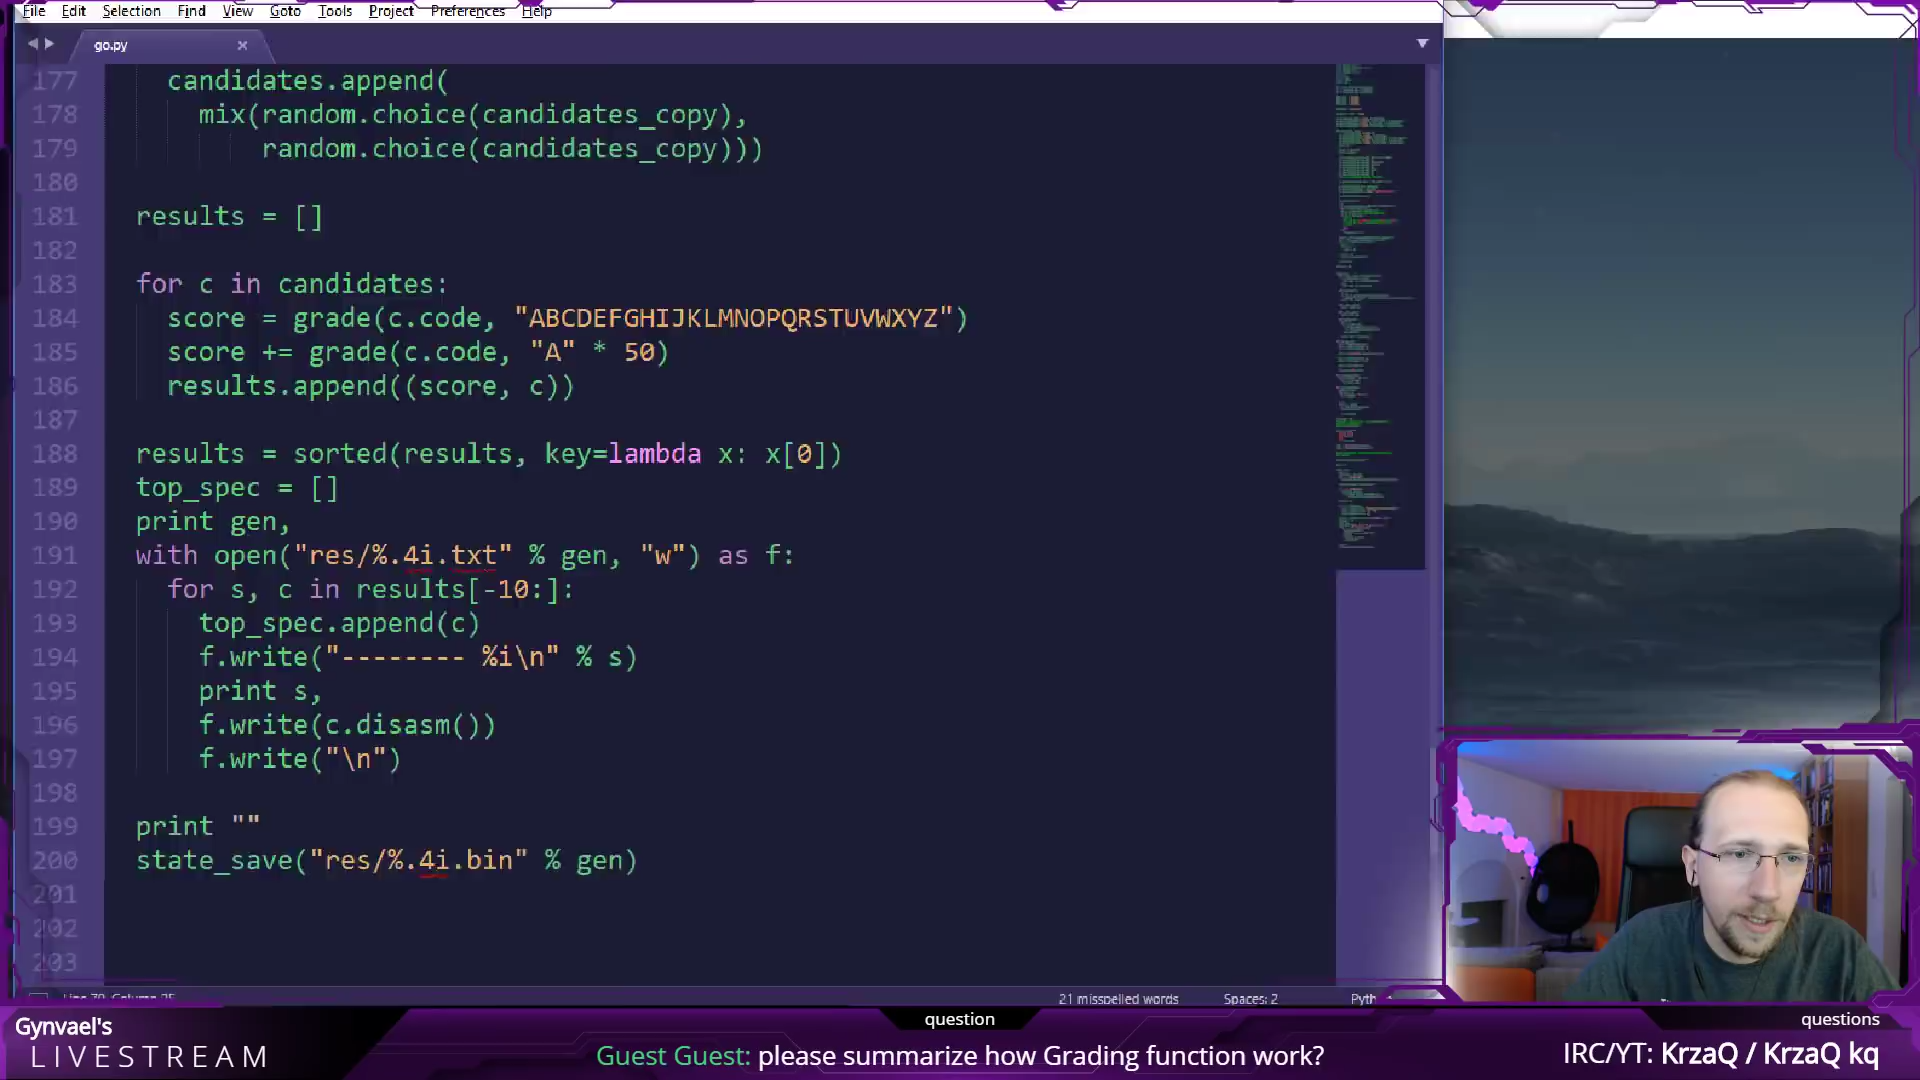 File Edit Selection Find View Goto Tools Project Preferences Help
go.py
177 candidates.append(
178 mix(random.choice(candidates_copy),
179 random.choice(candidates_copy)))
180
181 results = []
182
183 for c in candidates:
184 score = grade(c.code, "ABCDEFGHIJKLMNOPQRSTUVWXYZ")
185 score += grade(c.code, "A" * 50)
186 results.append((score, c))
187
188 results = sorted(results, key=lambda x: x[0])
189 top_spec = []
190 print gen,
191 with open("res/%.4i.txt" % gen, "w") as f:
192 for s, c in results[-10:]:
193 top_spec.append(c)
194 f.write("-------- %i\n" % s)
195 print s,
196 f.write(c.disasm())
197 f.write("\n")
198
199 print ""
200 state_save("res/%.4i.bin" % gen)
201
202
203
21 misspelled words Spaces: 2
Gynvael's
LIVESTREAM
question
Guest Guest: please summarize how Grading function work?
questions
IRC/YT: KrzaQ / KrzaQ kq